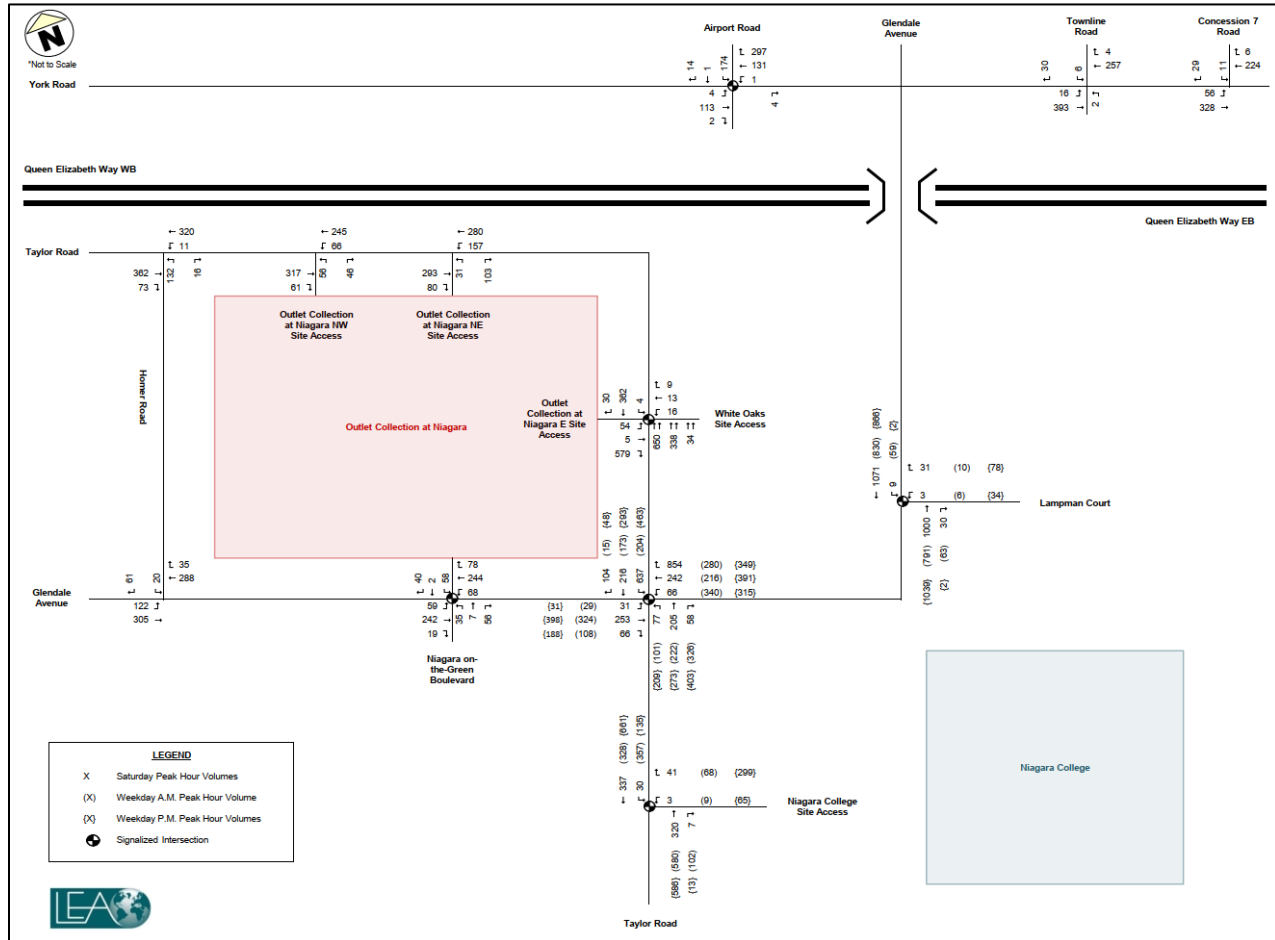 N
*Not to Scale
Airport Road
Glendale
Avenue
Townline
Road
Concession 7
Road
14 1 174
297
131
1
30 6
4
257
29 11
6
224
York Road
4
113
2
4
16
393
2
56
328
Queen Elizabeth Way WB
Queen Elizabeth Way EB
320
11
245
66
280
157
Taylor Road
362
73
132 16
317
61
56 46
293
80
31 103
Outlet Collection
at Niagara NW
Site Access
Outlet Collection
at Niagara NE
Site Access
Homer Road
Outlet Collection at Niagara
Outlet
Collection at
Niagara E Site
Access
30 362 4
9
13
16
White Oaks
Site Access
54
5
579
650 338 34
1071 (830) {866}
9 (59) {2}
31 (10) {78}
3 (6) {34}
Lampman Court
1000 (791) {1039}
30 (63) {2}
61 20
35
288
Glendale
Avenue
122
305
40 2 58
78
244
68
59
242
19
35 7 56
Niagara on-
the-Green
Boulevard
104 (15) {48}
216 (173) {293}
637 (204) {463}
854 (280) {349}
242 (216) {391}
66 (340) {315}
{31} (29) 31
{398} (324) 253
{188} (108) 66
77 (101) {209}
205 (222) {273}
58 (326) {403}
Niagara College
337 (328) {661}
30 (357) {135}
41 (68) {299}
3 (9) {65}
Niagara College
Site Access
320 (580) {586}
7 (102) {13}
Taylor Road
LEGEND
X Saturday Peak Hour Volumes
(X) Weekday A.M. Peak Hour Volume
{X} Weekday P.M. Peak Hour Volumes
Signalized Intersection
LEA